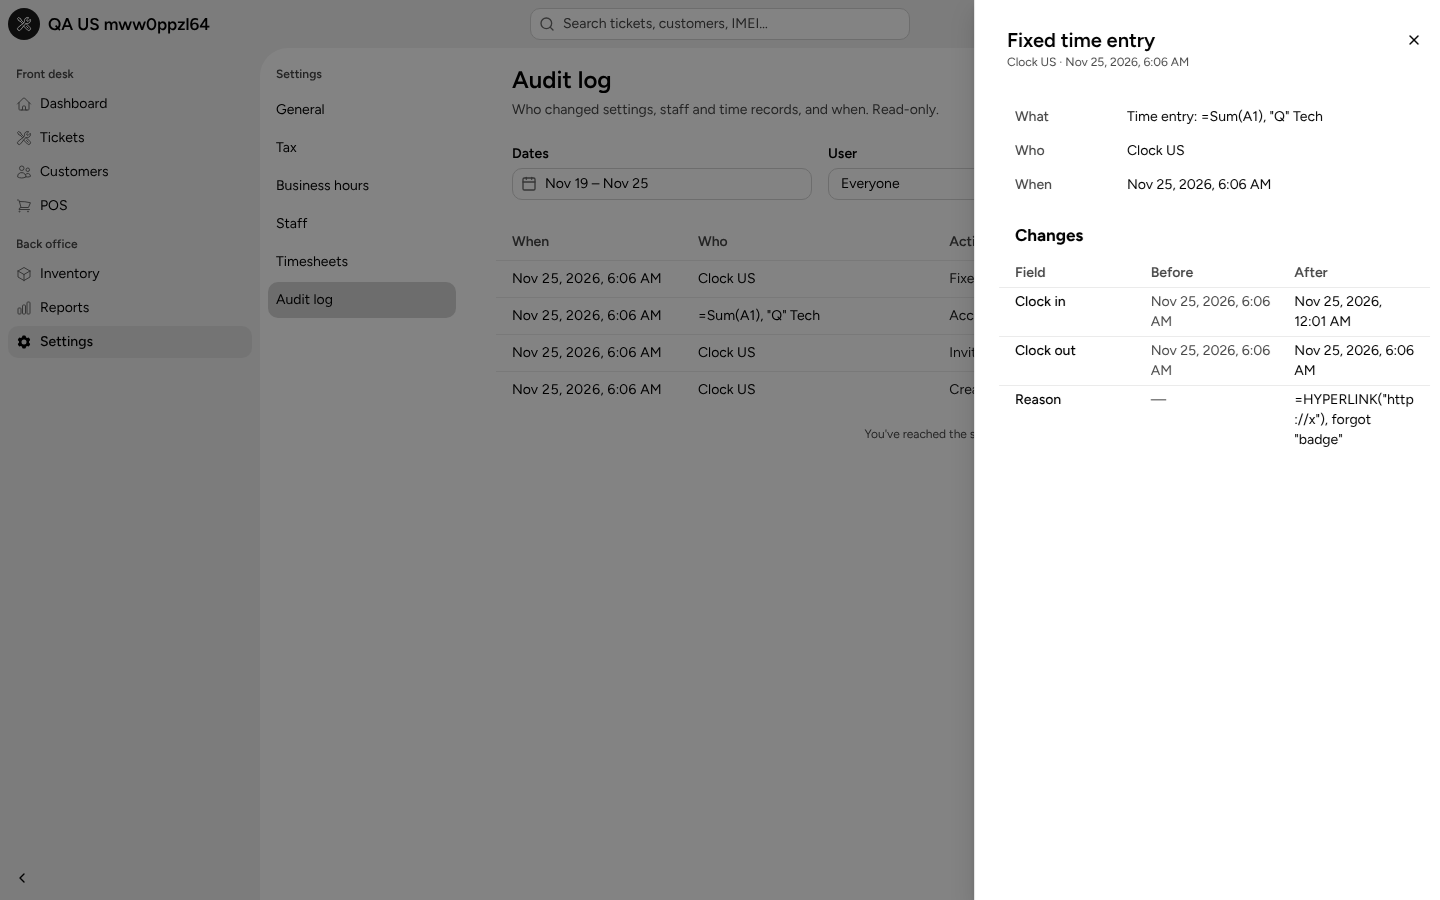 QA US mww0ppzl64
Search tickets, customers, IMEI...
Front desk
Dashboard
Tickets
Customers
POS
Back office
Inventory
Reports
Settings
Settings
General
Tax
Business hours
Staff
Timesheets
Audit log
Audit log
Who changed settings, staff and time records, and when. Read-only.
Dates
User
Nov 19 – Nov 25
Everyone
When Who Acti
Nov 25, 2026, 6:06 AM Clock US Fixe
Nov 25, 2026, 6:06 AM =Sum(A1), "Q" Tech Acc
Nov 25, 2026, 6:06 AM Clock US Invit
Nov 25, 2026, 6:06 AM Clock US Crea
You've reached the s
Fixed time entry
Clock US · Nov 25, 2026, 6:06 AM
What Time entry: =Sum(A1), "Q" Tech
Who Clock US
When Nov 25, 2026, 6:06 AM
Changes
Field Before After
Clock in Nov 25, 2026, 6:06 Nov 25, 2026,
AM 12:01 AM
Clock out Nov 25, 2026, 6:06 Nov 25, 2026, 6:06
AM AM
Reason — =HYPERLINK("http
://x"), forgot
"badge"